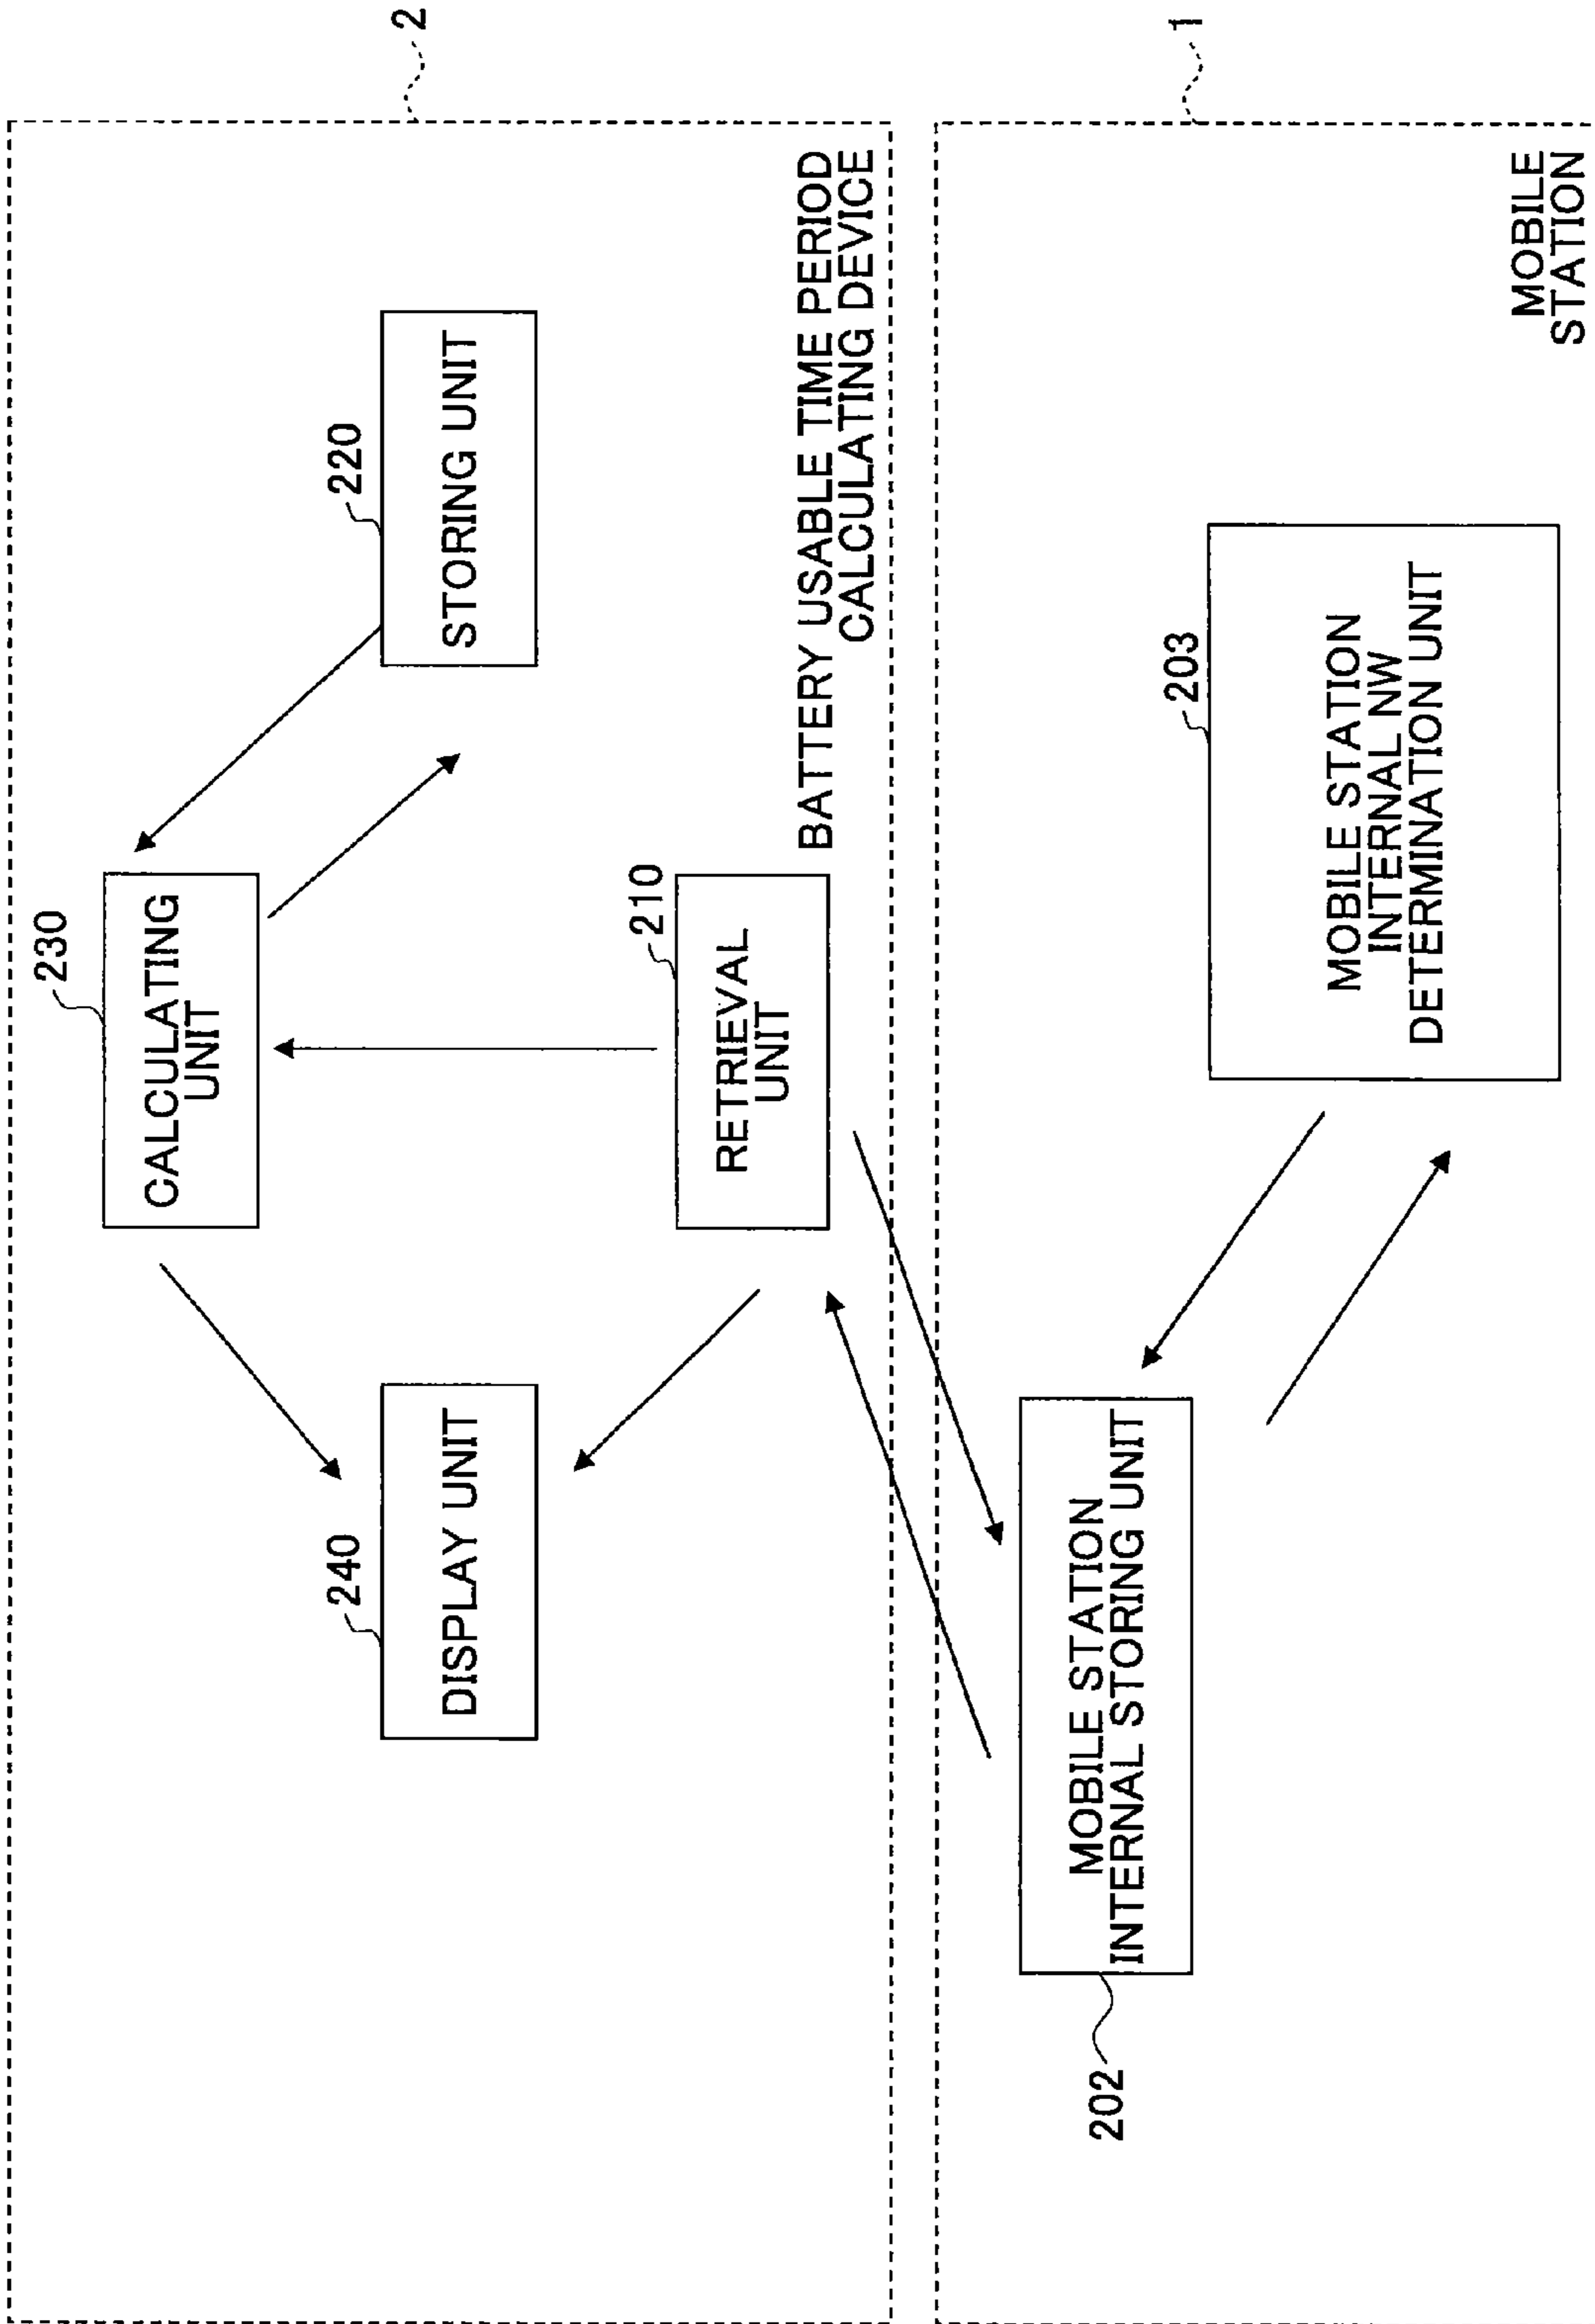 2
230
CALCULATING
UNIT
220
STORING UNIT
240
DISPLAY UNIT
210
RETRIEVAL
UNIT
BATTERY USABLE TIME PERIOD
CALCULATING DEVICE
1
202
MOBILE STATION
INTERNAL STORING UNIT
203
MOBILE STATION
INTERNAL NW
DETERMINATION UNIT
MOBILE
STATION